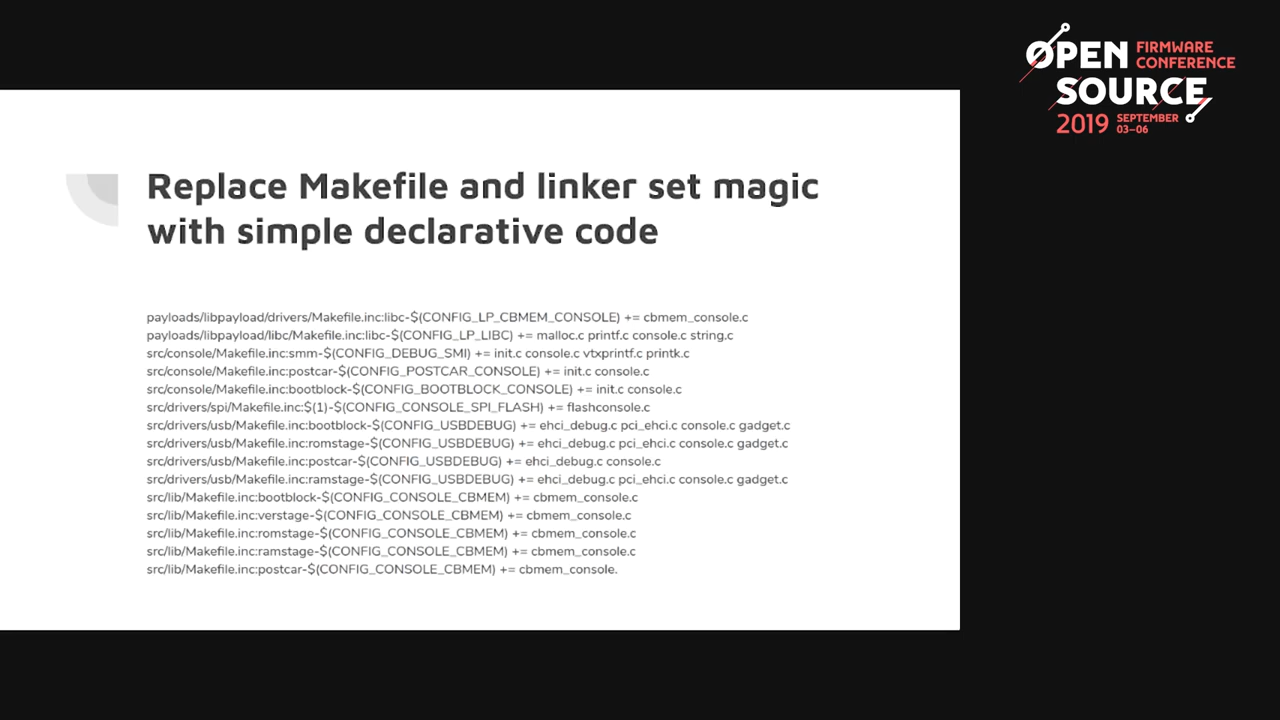 OPEN FIRMWARE CONFERENCE
SOURCE
2019 SEPTEMBER 03–06
Replace Makefile and linker set magic
with simple declarative code
payloads/libpayload/drivers/Makefile.inc:libc-$(CONFIG_LP_CBMEM_CONSOLE) += cbmem_console.c
payloads/libpayload/libc/Makefile.inc:libc-$(CONFIG_LP_LIBC) += malloc.c printf.c console.c string.c
src/console/Makefile.inc:smm-$(CONFIG_DEBUG_SMI) += init.c console.c vtxprintf.c printk.c
src/console/Makefile.inc:postcar-$(CONFIG_POSTCAR_CONSOLE) += init.c console.c
src/console/Makefile.inc:bootblock-$(CONFIG_BOOTBLOCK_CONSOLE) += init.c console.c
src/drivers/spi/Makefile.inc:$(1)-$(CONFIG_CONSOLE_SPI_FLASH) += flashconsole.c
src/drivers/usb/Makefile.inc:bootblock-$(CONFIG_USBDEBUG) += ehci_debug.c pci_ehci.c console.c gadget.c
src/drivers/usb/Makefile.inc:romstage-$(CONFIG_USBDEBUG) += ehci_debug.c pci_ehci.c console.c gadget.c
src/drivers/usb/Makefile.inc:postcar-$(CONFIG_USBDEBUG) += ehci_debug.c console.c
src/drivers/usb/Makefile.inc:ramstage-$(CONFIG_USBDEBUG) += ehci_debug.c pci_ehci.c console.c gadget.c
src/lib/Makefile.inc:bootblock-$(CONFIG_CONSOLE_CBMEM) += cbmem_console.c
src/lib/Makefile.inc:verstage-$(CONFIG_CONSOLE_CBMEM) += cbmem_console.c
src/lib/Makefile.inc:romstage-$(CONFIG_CONSOLE_CBMEM) += cbmem_console.c
src/lib/Makefile.inc:ramstage-$(CONFIG_CONSOLE_CBMEM) += cbmem_console.c
src/lib/Makefile.inc:postcar-$(CONFIG_CONSOLE_CBMEM) += cbmem_console.